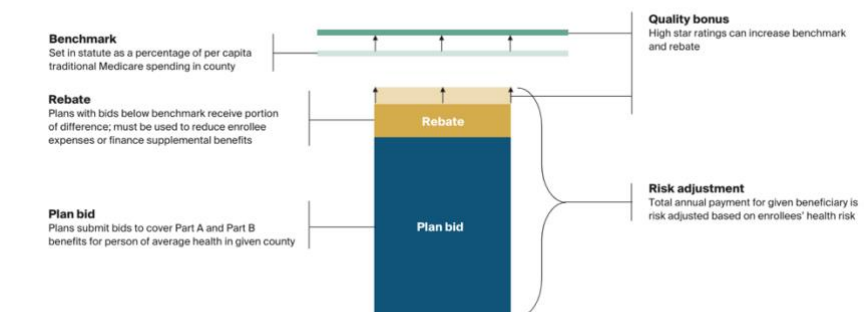 Benchmark
Set in statute as a percentage of per capita
traditional Medicare spending in county
Quality bonus
High star ratings can increase benchmark
and rebate
Rebate
Plans with bids below benchmark receive portion
of difference; must be used to reduce enrollee
expenses or finance supplemental benefits
Rebate
Plan bid
Plans submit bids to cover Part A and Part B
benefits for person of average health in given county
Plan bid
Risk adjustment
Total annual payment for given beneficiary is
risk adjusted based on enrollees' health risk